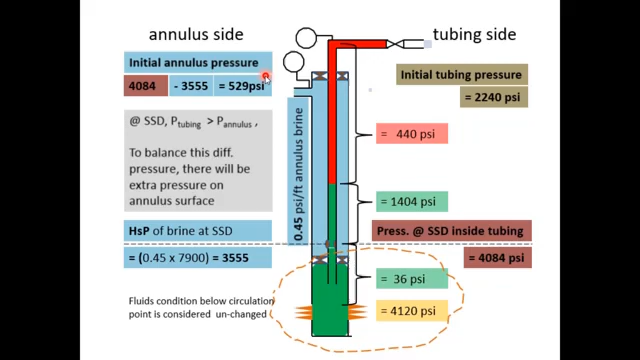 annulus side
tubing side
Initial annulus pressure
4084 - 3555 = 529psi
Initial tubing pressure
= 2240 psi
@ SSD, Ptubing > Pannulus ,
To balance this diff.
pressure, there will be
extra pressure on
annulus surface
0.45 psi/ft annulus brine
= 440 psi
= 1404 psi
HsP of brine at SSD
= (0.45 x 7900) = 3555
Press. @ SSD inside tubing
= 4084 psi
= 36 psi
Fluids condition below circulation
point is considered un-changed
= 4120 psi